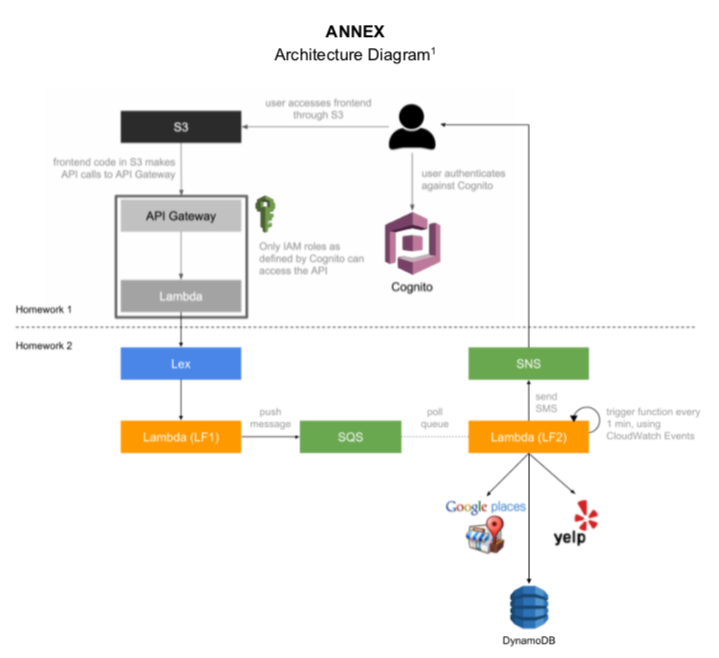 ANNEX
Architecture Diagram1
user accesses frontend
through S3
S3
frontend code in S3 makes
API calls to API Gateway
user authenticates
against Cognito
API Gateway
Only IAM roles as
defined by Cognito can
access the API
Cognito
Lambda
Homework 1
Homework 2
Lex
SNS
send
SMS
trigger function every
1 min, using
CloudWatch Events
push
message
poll
queue
Lambda (LF1)
SQS
Lambda (LF2)
Google places
yelp
DynamoDB